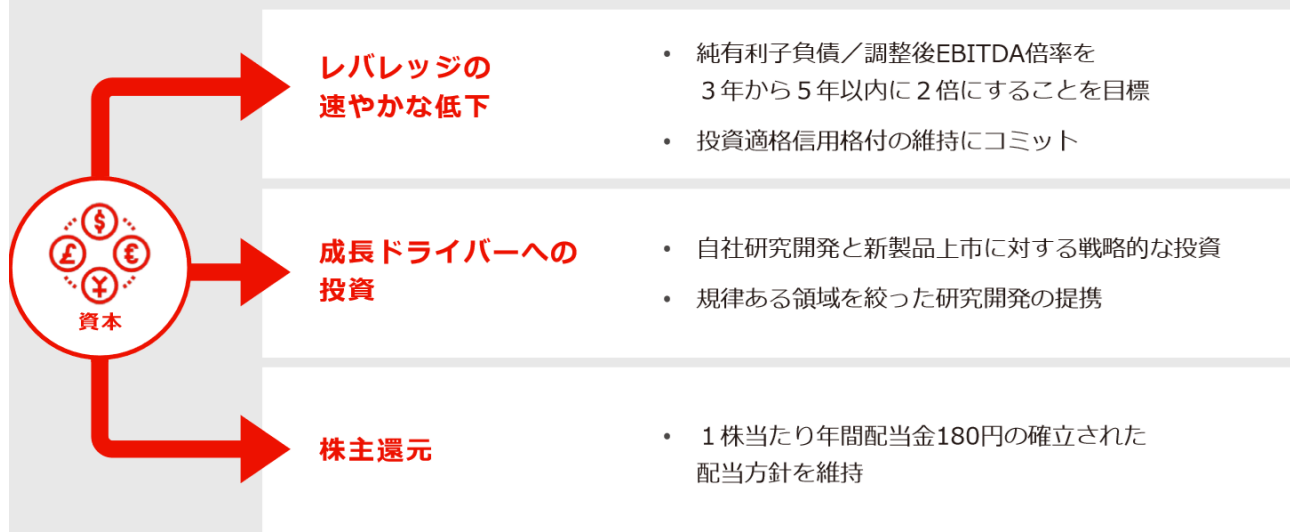 レバレッジの
速やかな低下
• 純有利子負債／調整後EBITDA倍率を
３年から５年以内に２倍にすることを目標
• 投資適格信用格付の維持にコミット
$
£
€
¥
資本
成長ドライバーへの
投資
• 自社研究開発と新製品上市に対する戦略的な投資
• 規律ある領域を絞った研究開発の提携
株主還元
• １株当たり年間配当金180円の確立された
配当方針を維持